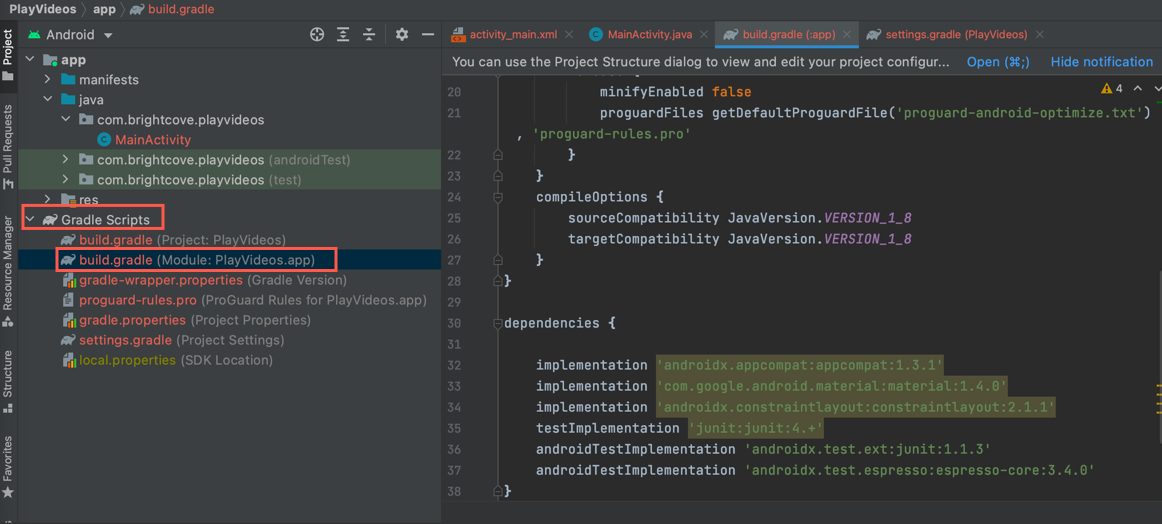 PlayVideos app build.gradle
Project
Pull Requests
Resource Manager
Structure
Favorites
Android
app
manifests
java
com.brightcove.playvideos
MainActivity
com.brightcove.playvideos (androidTest)
com.brightcove.playvideos (test)
res
Gradle Scripts
build.gradle (Project: PlayVideos)
build.gradle (Module: PlayVideos.app)
gradle-wrapper.properties (Gradle Version)
proguard-rules.pro (ProGuard Rules for PlayVideos.app)
gradle.properties (Project Properties)
settings.gradle (Project Settings)
local.properties (SDK Location)
activity_main.xml MainActivity.java build.gradle (:app) settings.gradle (PlayVideos)
You can use the Project Structure dialog to view and edit your project configur... Open (⌘;) Hide notification
4
20 minifyEnabled false
21 proguardFiles getDefaultProguardFile('proguard-android-optimize.txt')
, 'proguard-rules.pro'
22 }
23 }
24 compileOptions {
25 sourceCompatibility JavaVersion.VERSION_1_8
26 targetCompatibility JavaVersion.VERSION_1_8
27 }
28 }
29
30 dependencies {
31
32 implementation 'androidx.appcompat:appcompat:1.3.1'
33 implementation 'com.google.android.material:material:1.4.0'
34 implementation 'androidx.constraintlayout:constraintlayout:2.1.1'
35 testImplementation 'junit:junit:4.+'
36 androidTestImplementation 'androidx.test.ext:junit:1.1.3'
37 androidTestImplementation 'androidx.test.espresso:espresso-core:3.4.0'
38 }